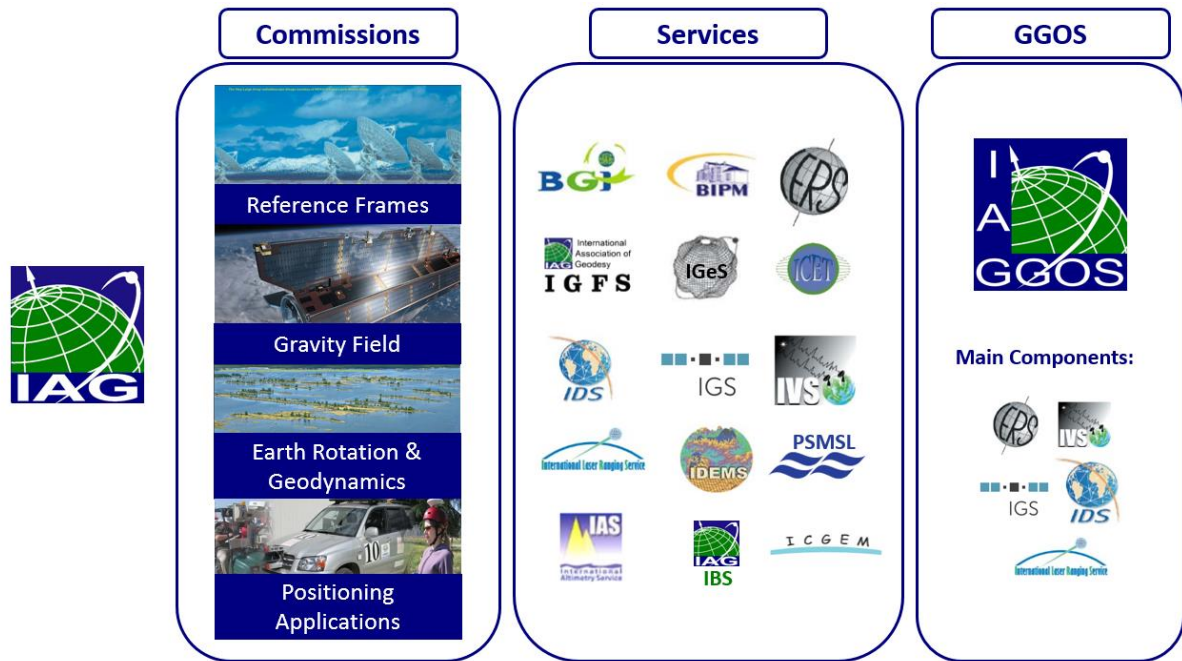 Commissions
Services
GGOS
IAG
Reference Frames
Gravity Field
Earth Rotation &
Geodynamics
10
Positioning
Applications
BGi
BIPM
IERS
IAG
International
Association of
Geodesy
IGFS
IGeS
ICET
IDS
IGS
IVS
International Laser Ranging Service
IDEMS
PSMSL
IAS
International
Altimetry Service
IAG
IBS
ICGEM
I
A
GGOS
Main Components:
IERS
IVS
IGS
IDS
International Laser Ranging Service